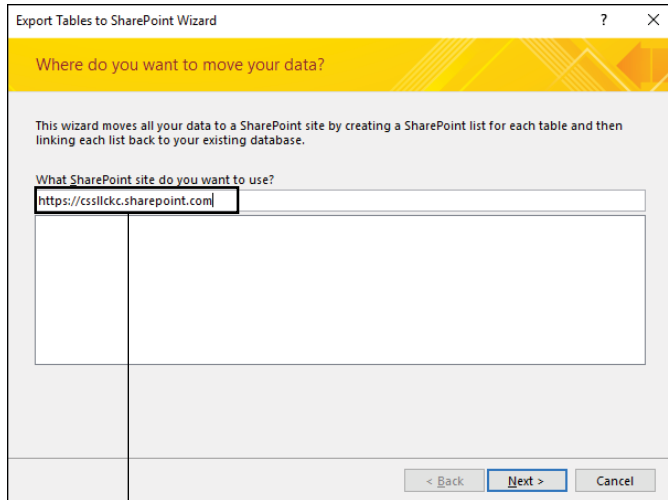 Export Tables to SharePoint Wizard ? X
Where do you want to move your data?
This wizard moves all your data to a SharePoint site by creating a SharePoint list for each table and then
linking each list back to your existing database.
What SharePoint site do you want to use?
https://cssllckc.sharepoint.com
< Back Next > Cancel